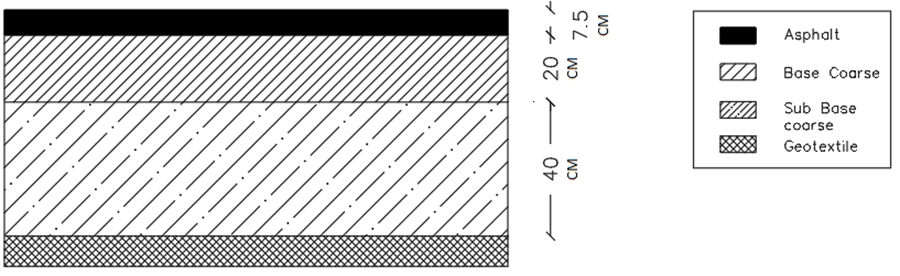 7.5
CM
20
CM
40
CM
Asphalt
Base Coarse
Sub Base
coarse
Geotextile